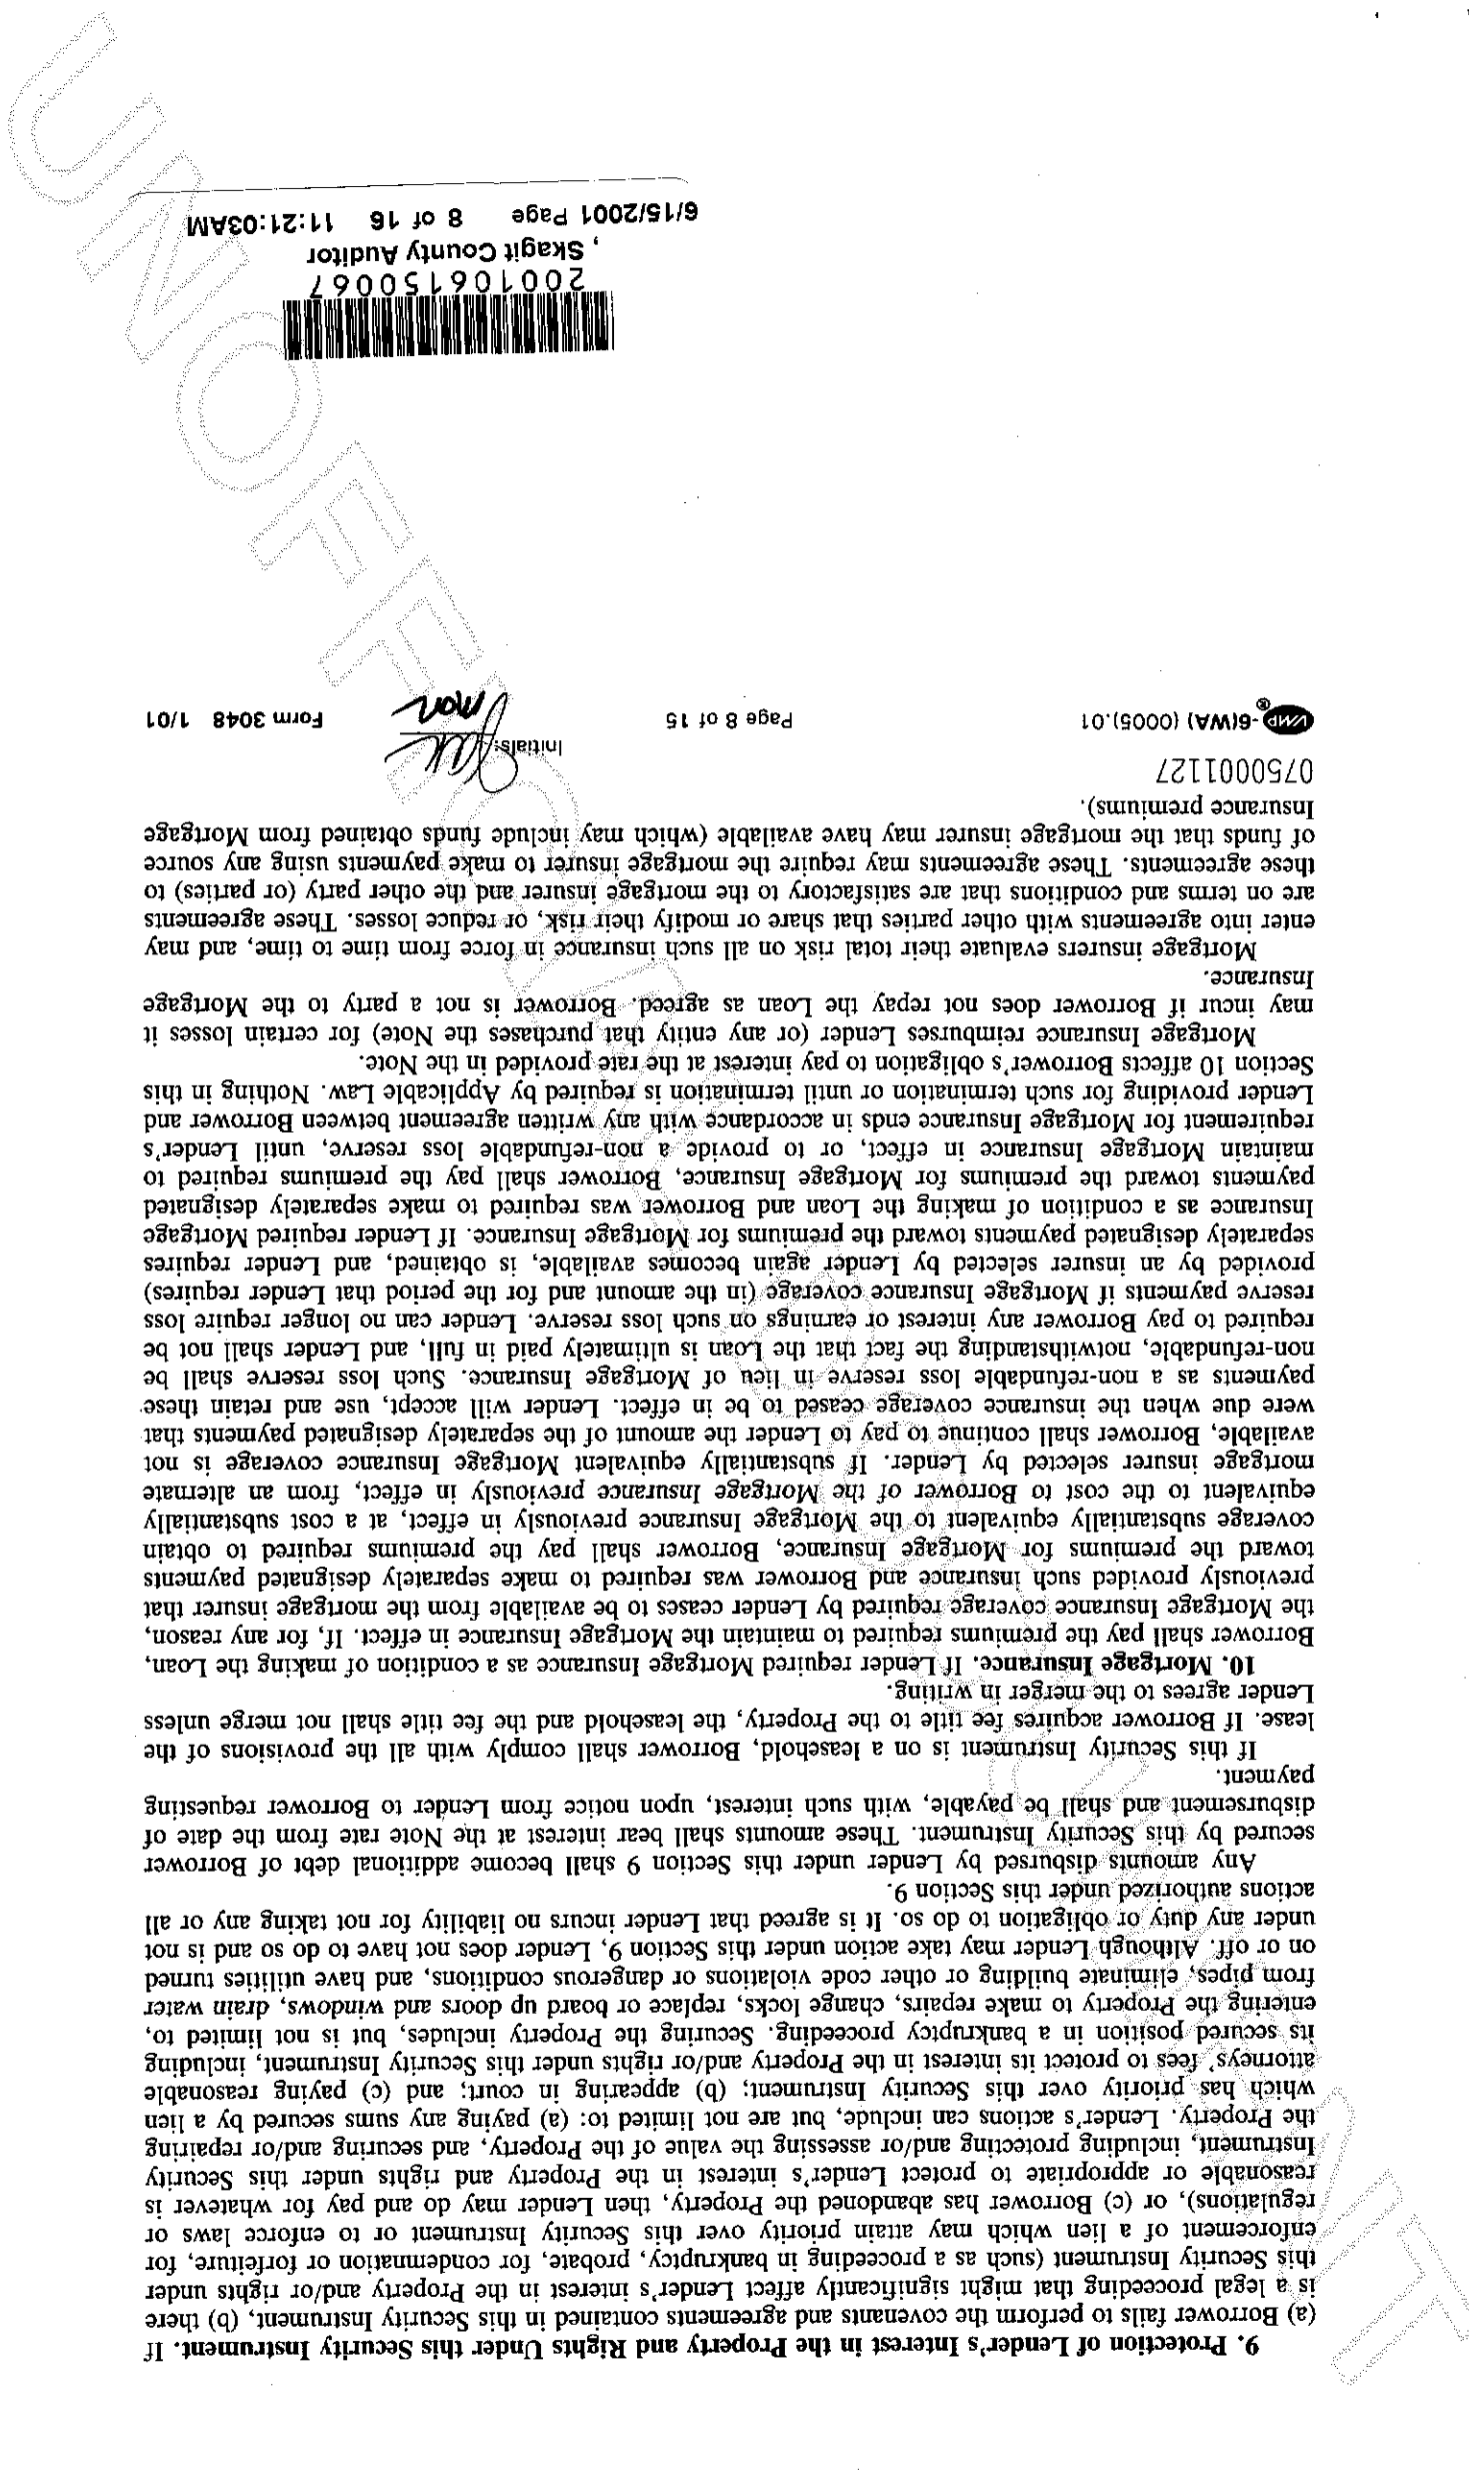 9. Protection of Lender's Interest in the Property and Rights Under this Security Instrument. If
(a) Borrower fails to perform the covenants and agreements contained in this Security Instrument, (b) there
is a legal proceeding that might significantly affect Lender's interest in the Property and/or rights under
this Security Instrument (such as a proceeding in bankruptcy, probate, for condemnation or forfeiture, for
enforcement of a lien which may attain priority over this Security Instrument or to enforce laws or
regulations), or (c) Borrower has abandoned the Property, then Lender may do and pay for whatever is
reasonable or appropriate to protect Lender's interest in the Property and rights under this Security
Instrument, including protecting and/or assessing the value of the Property, and securing and/or repairing
the Property. Lender's actions can include, but are not limited to: (a) paying any sums secured by a lien
which has priority over this Security Instrument; (b) appearing in court; and (c) paying reasonable
attorneys' fees to protect its interest in the Property and/or rights under this Security Instrument, including
its secured position in a bankruptcy proceeding. Securing the Property includes, but is not limited to,
entering the Property to make repairs, change locks, replace or board up doors and windows, drain water
from pipes, eliminate building or other code violations or dangerous conditions, and have utilities turned
on or off. Although Lender may take action under this Section 9, Lender does not have to do so and is not
under any duty or obligation to do so. It is agreed that Lender incurs no liability for not taking any or all
actions authorized under this Section 9.
Any amounts disbursed by Lender under this Section 9 shall become additional debt of Borrower
secured by this Security Instrument. These amounts shall bear interest at the Note rate from the date of
disbursement and shall be payable, with such interest, upon notice from Lender to Borrower requesting
payment.
If this Security Instrument is on a leasehold, Borrower shall comply with all the provisions of the
lease. If Borrower acquires fee title to the Property, the leasehold and the fee title shall not merge unless
Lender agrees to the merger in writing.
10. Mortgage Insurance. If Lender required Mortgage Insurance as a condition of making the Loan,
Borrower shall pay the premiums required to maintain the Mortgage Insurance in effect. If, for any reason,
the Mortgage Insurance coverage required by Lender ceases to be available from the mortgage insurer that
previously provided such insurance and Borrower was required to make separately designated payments
toward the premiums for Mortgage Insurance, Borrower shall pay the premiums required to obtain
coverage substantially equivalent to the Mortgage Insurance previously in effect, at a cost substantially
equivalent to the cost to Borrower of the Mortgage Insurance previously in effect, from an alternate
mortgage insurer selected by Lender. If substantially equivalent Mortgage Insurance coverage is not
available, Borrower shall continue to pay to Lender the amount of the separately designated payments that
were due when the insurance coverage ceased to be in effect. Lender will accept, use and retain these
payments as a non-refundable loss reserve in lieu of Mortgage Insurance. Such loss reserve shall be
non-refundable, notwithstanding the fact that the Loan is ultimately paid in full, and Lender shall not be
required to pay Borrower any interest or earnings on such loss reserve. Lender can no longer require loss
reserve payments if Mortgage Insurance coverage (in the amount and for the period that Lender requires)
provided by an insurer selected by Lender again becomes available, is obtained, and Lender requires
separately designated payments toward the premiums for Mortgage Insurance. If Lender required Mortgage
Insurance as a condition of making the Loan and Borrower was required to make separately designated
payments toward the premiums for Mortgage Insurance, Borrower shall pay the premiums required to
maintain Mortgage Insurance in effect, or to provide a non-refundable loss reserve, until Lender's
requirement for Mortgage Insurance ends in accordance with any written agreement between Borrower and
Lender providing for such termination or until termination is required by Applicable Law. Nothing in this
Section 10 affects Borrower's obligation to pay interest at the rate provided in the Note.
Mortgage Insurance reimburses Lender (or any entity that purchases the Note) for certain losses it
may incur if Borrower does not repay the Loan as agreed. Borrower is not a party to the Mortgage
Insurance.
Mortgage insurers evaluate their total risk on all such insurance in force from time to time, and may
enter into agreements with other parties that share or modify their risk, or reduce losses. These agreements
are on terms and conditions that are satisfactory to the mortgage insurer and the other party (or parties) to
these agreements. These agreements may require the mortgage insurer to make payments using any source
of funds that the mortgage insurer may have available (which may include funds obtained from Mortgage
Insurance premiums).
0750001127
Initials:
VMP®-6(WA) (0005).01 Page 8 of 15 Form 3048 1/01
200106150067
, Skagit County Auditor
6/15/2001 Page 8 of 16 11:21:03AM
UNOFFICIAL DOCUMENT